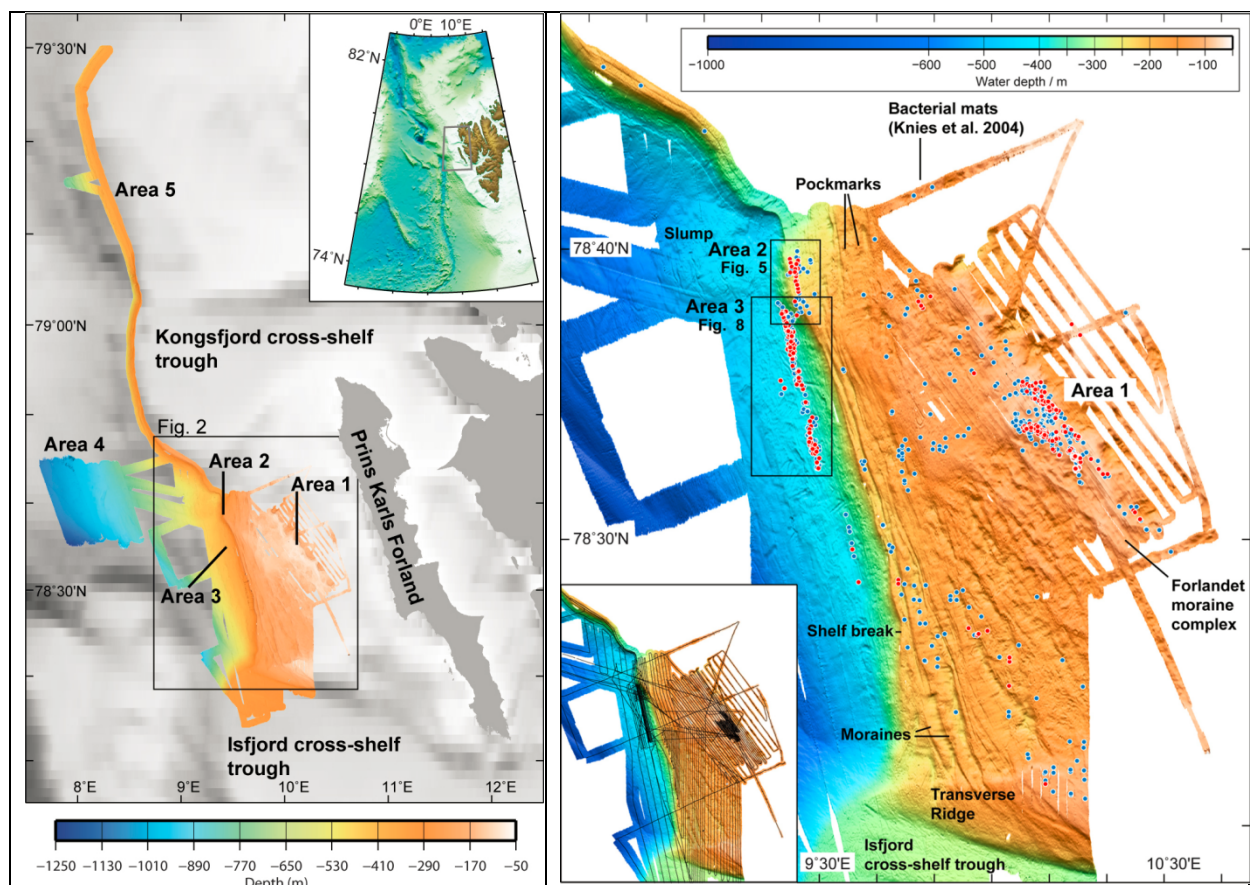 0°E 10°E
82°N
74°N
79°30'N
Area 5
79°00'N
Kongsfjord cross-shelf
trough
Fig. 2
Area 4
Area 2
Area 1
Prins Karls Forland
78°30'N
Area 3
Isfjord cross-shelf
trough
8°E
9°E
10°E
11°E
12°E
−1250 −1130 −1010 −890 −770 −650 −530 −410 −290 −170 −50
Depth (m)
−1000 −600 −500 −400 −300 −200 −100
Water depth / m
Bacterial mats
(Knies et al. 2004)
Pockmarks
Slump
78°40'N
Area 2
Fig. 5
Area 3
Fig. 8
Area 1
78°30'N
Forlandet
moraine
complex
Shelf break
Moraines
Transverse
Ridge
Isfjord
cross-shelf trough
9°30'E
10°30'E